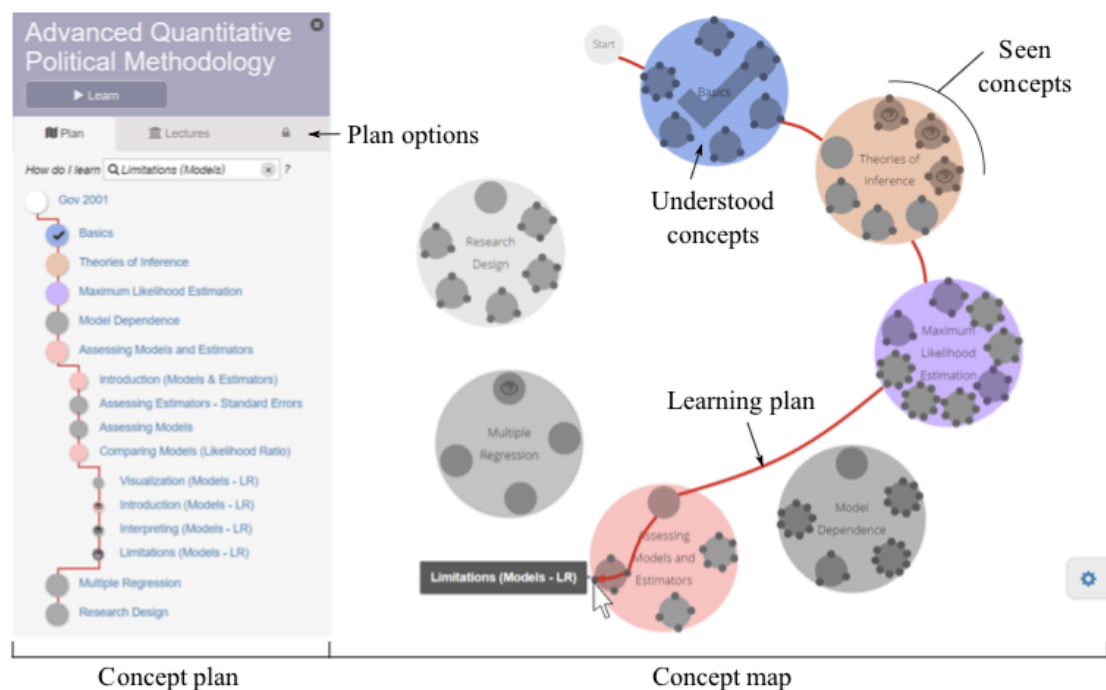 Advanced Quantitative
Political Methodology
Learn
Plan
Lectures
How do I learn
Limitations (Models)
?
Gov 2001
Basics
Theories of Inference
Maximum Likelihood Estimation
Model Dependence
Assessing Models and Estimators
Introduction (Models & Estimators)
Assessing Estimators - Standard Errors
Assessing Models
Comparing Models (Likelihood Ratio)
Visualization (Models - LR)
Introduction (Models - LR)
Interpreting (Models - LR)
Limitations (Models - LR)
Multiple Regression
Research Design
Concept plan
Plan options
Start
Basics
Understood
concepts
Seen
concepts
Theories of
Inference
Research
Design
Maximum
Likelihood
Estimation
Learning plan
Multiple
Regression
Model
Dependence
Assessing
Models and
Estimators
Limitations (Models - LR)
Concept map